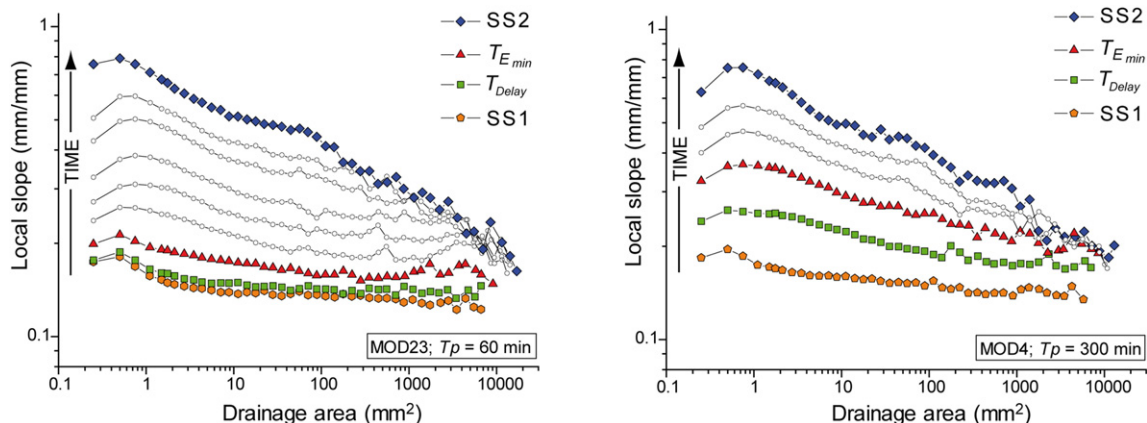 1
0.1
Local slope (mm/mm)
TIME
SS2
T_E min
T_Delay
SS1
MOD23; Tp = 60 min
0.1 1 10 100 1000 10000
Drainage area (mm²)
1
0.1
Local slope (mm/mm)
TIME
SS2
T_E min
T_Delay
SS1
MOD4; Tp = 300 min
0.1 1 10 100 1000 10000
Drainage area (mm²)